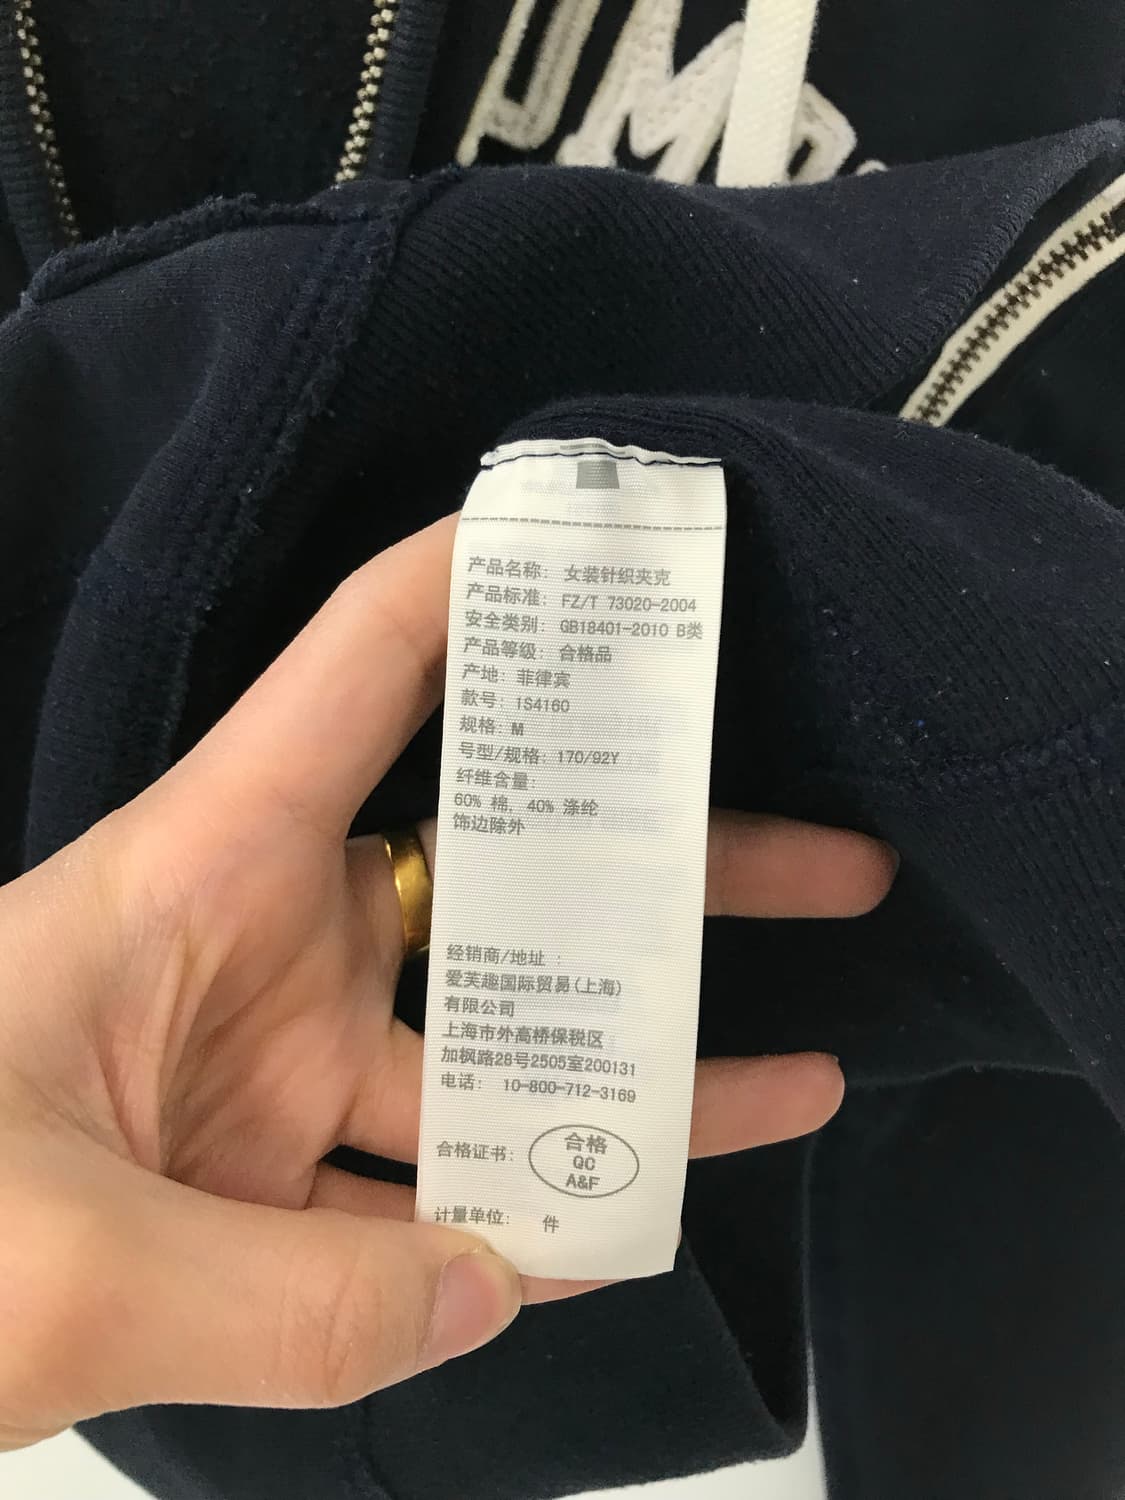 产品名称: 女装针织夹克
产品标准: FZ/T 73020-2004
安全类别: GB18401-2010 B类
产品等级: 合格品
产地: 菲律宾
款号: 1S4160
规格: M
号型/规格: 170/92Y
纤维含量:
60% 棉, 40% 涤纶
饰边除外
经销商/地址 :
爱芙趣国际贸易(上海)
有限公司
上海市外高桥保税区
加枫路28号2505室200131
电话: 10-800-712-3169
合格证书:
合格
QC
A&F
计量单位: 件